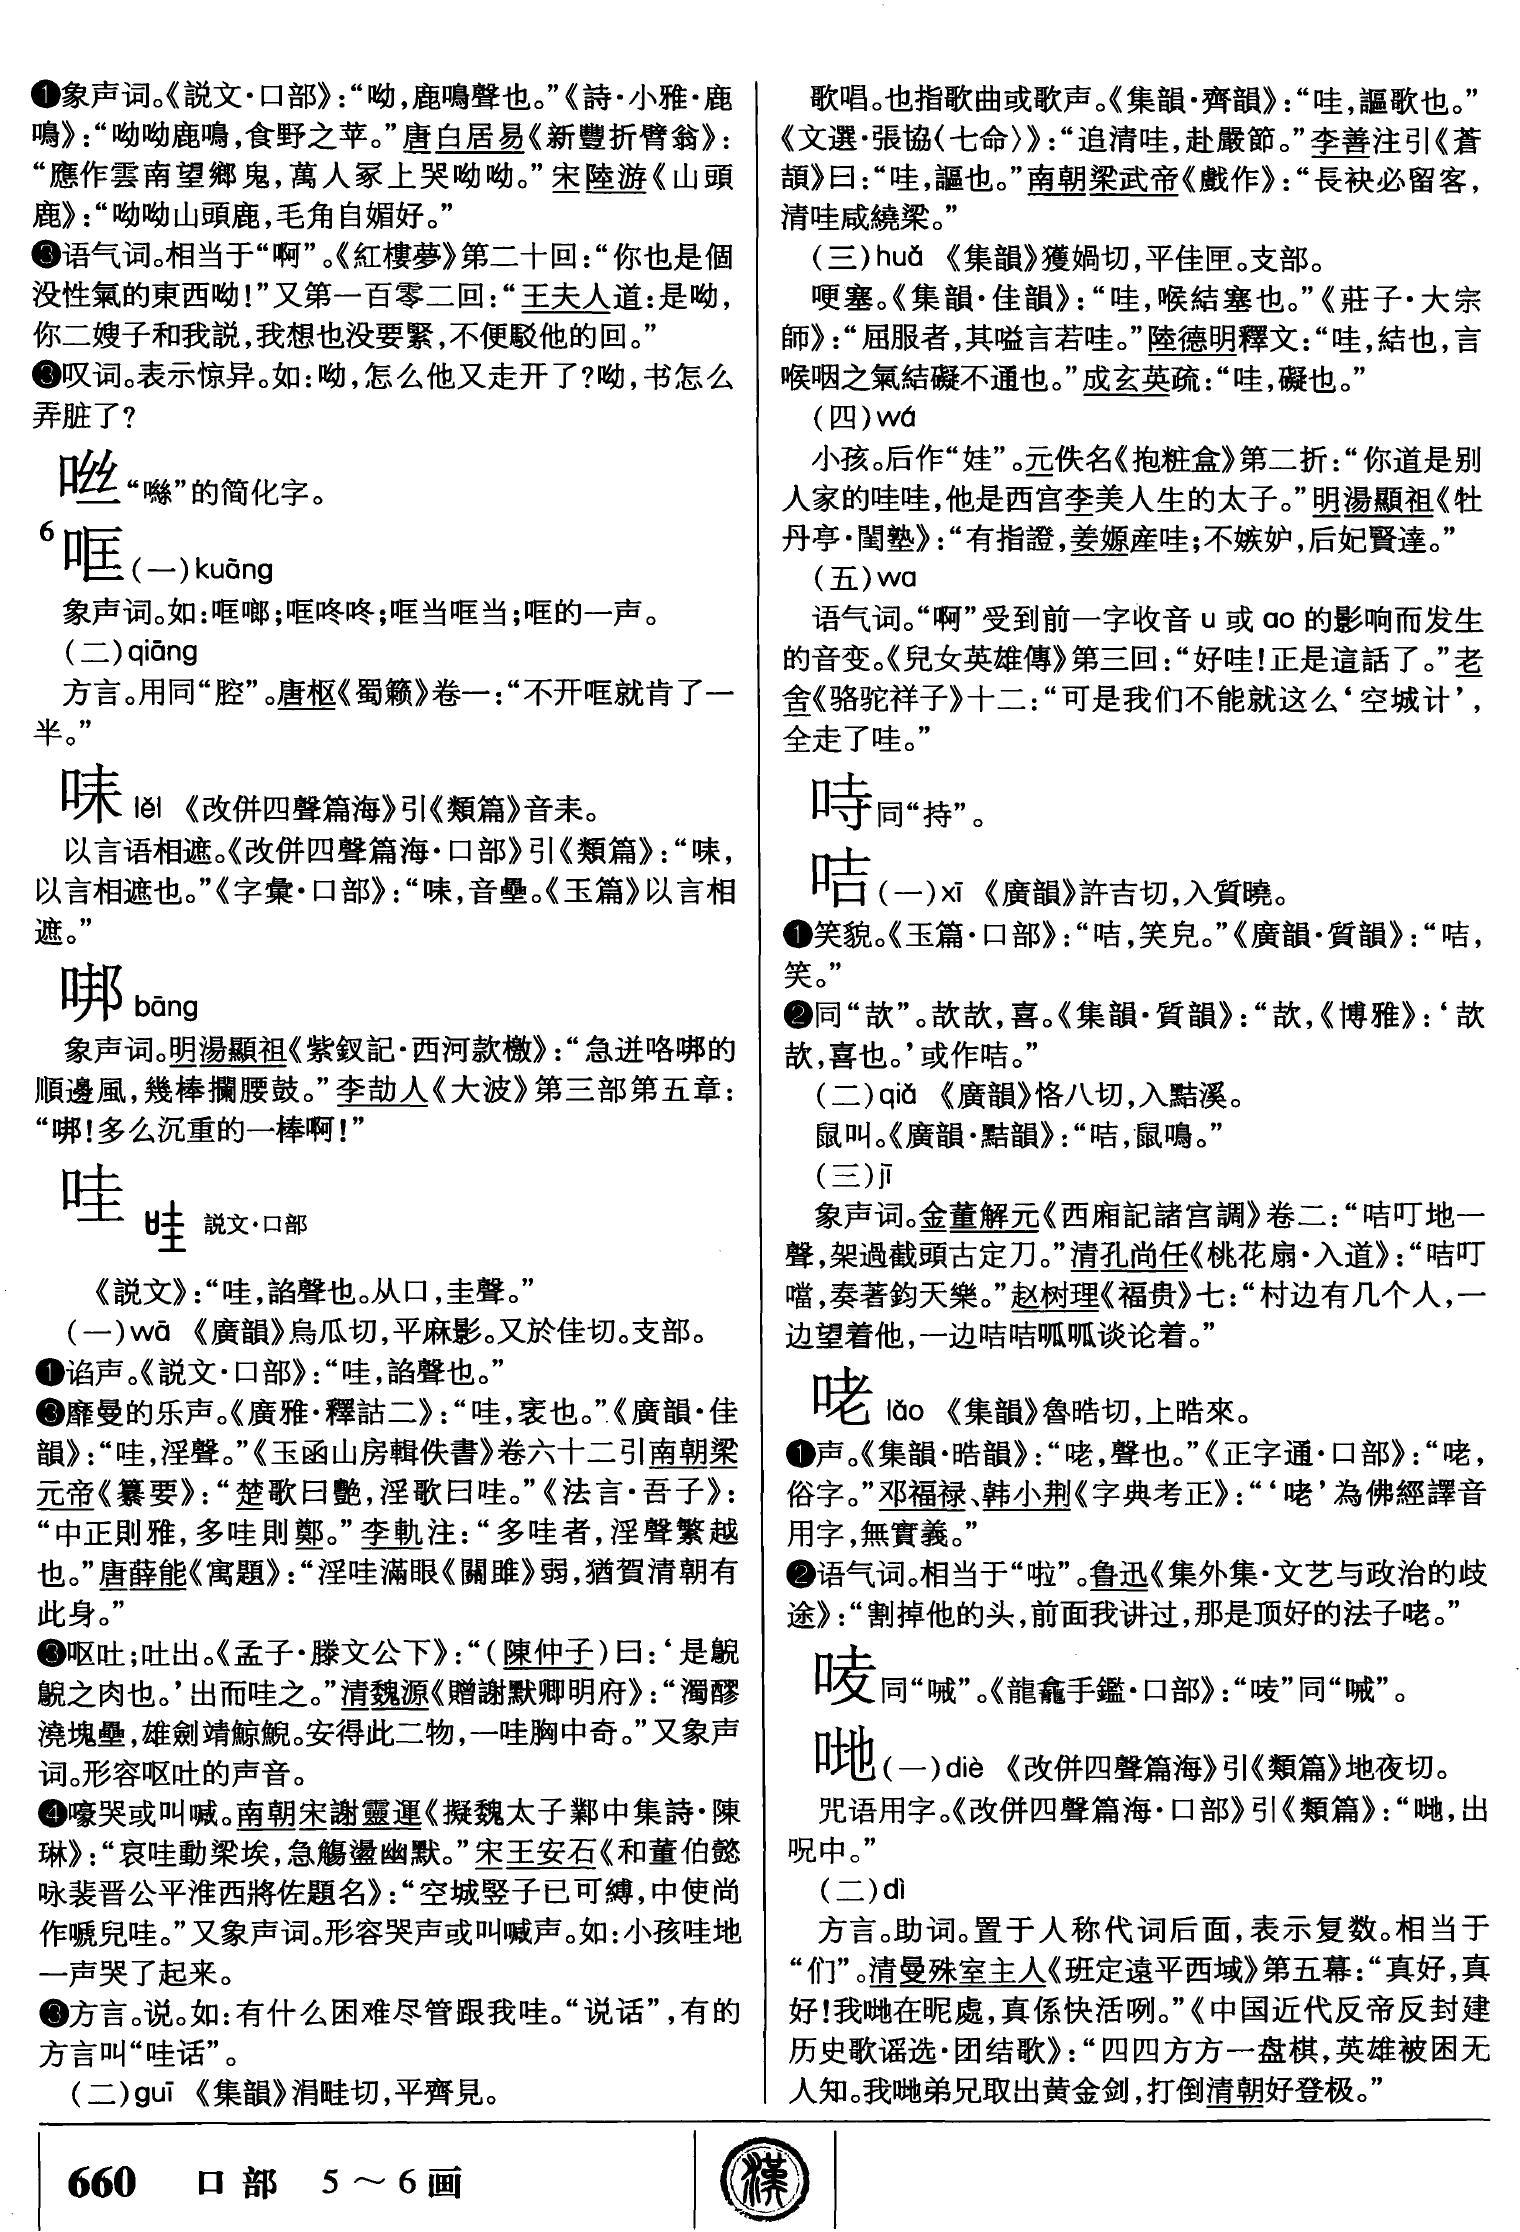 ❶象声词。《説文·口部》：“呦，鹿鳴聲也。”《詩·小雅·鹿
鳴》：“呦呦鹿鳴，食野之苹。”唐白居易《新豐折臂翁》：
“應作雲南望鄉鬼，萬人冢上哭呦呦。”宋陸游《山頭
鹿》：“呦呦山頭鹿，毛角自媚好。”
❸语气词。相当于“啊”。《紅樓夢》第二十回：“你也是個
没性氣的東西呦！”又第一百零二回：“王夫人道：是呦，
你二嫂子和我説，我想也没要緊，不便駁他的回。”
❸叹词。表示惊异。如：呦，怎么他又走开了？呦，书怎么
弄脏了？
咝“噝”的简化字。
6
哐(一)kuāng
象声词。如：哐啷；哐咚咚；哐当哐当；哐的一声。
(二)qiāng
方言。用同“腔”。唐枢《蜀籁》卷一：“不开哐就肯了一
半。”
㕯 lěi 《改併四聲篇海》引《類篇》音耒。
以言语相遮。《改併四聲篇海·口部》引《類篇》：“，
以言相遮也。”《字彙·口部》：“，音壘。《玉篇》以言相
遮。”
哪 bāng
象声词。明湯顯祖《紫釵記·西河款檄》：“急迸咯的
順邊風，幾棒攔腰鼓。”李劼人《大波》第三部第五章：
“！多么沉重的一棒啊！”
哇 哇 説文·口部
《説文》：“哇，諂聲也。从口，圭聲。”
(一)wā 《廣韻》烏瓜切，平麻影。又於佳切。支部。
❶谄声。《説文·口部》：“哇，諂聲也。”
❸靡曼的乐声。《廣雅·釋詁二》：“哇，衺也。”《廣韻·佳
韻》：“哇，淫聲。”《玉函山房輯佚書》卷六十二引南朝梁
元帝《纂要》：“楚歌曰艷，淫歌曰哇。”《法言·吾子》：
“中正則雅，多哇則鄭。”李軌注：“多哇者，淫聲繁越
也。”唐薛能《寓題》：“淫哇滿眼《關雎》弱，猶賀清朝有
此身。”
❸呕吐；吐出。《孟子·滕文公下》：“(陳仲子)曰：‘是鶃
鶃之肉也。’出而哇之。”清魏源《贈謝默卿明府》：“濁醪
澆塊壘，雄劍靖鯨鯢。安得此二物，一哇胸中奇。”又象声
词。形容呕吐的声音。
❹嚎哭或叫喊。南朝宋謝靈運《擬魏太子鄴中集詩·陳
琳》：“哀哇動梁埃，急觴盪幽默。”宋王安石《和董伯懿
咏裴晋公平淮西將佐題名》：“空城竪子已可縛，中使尚
作嗁兒哇。”又象声词。形容哭声或叫喊声。如：小孩哇地
一声哭了起来。
❸方言。说。如：有什么困难尽管跟我哇。“说话”，有的
方言叫“哇话”。
(二)guī 《集韻》涓畦切，平齊見。
歌唱。也指歌曲或歌声。《集韻·齊韻》：“哇，謳歌也。”
《文選·張協〈七命〉》：“追清哇，赴嚴節。”李善注引《蒼
頡》曰：“哇，謳也。”南朝梁武帝《戲作》：“長袂必留客，
清哇咸繞梁。”
(三)huǎ 《集韻》獲媧切，平佳匣。支部。
哽塞。《集韻·佳韻》：“哇，喉結塞也。”《莊子·大宗
師》：“屈服者，其嗌言若哇。”陸德明釋文：“哇，結也，言
喉咽之氣結礙不通也。”成玄英疏：“哇，礙也。”
(四)wá
小孩。后作“娃”。元佚名《抱粧盒》第二折：“你道是别
人家的哇哇，他是西宫李美人生的太子。”明湯顯祖《牡
丹亭·閨塾》：“有指證，姜嫄産哇；不嫉妒，后妃賢達。”
(五)wa
语气词。“啊”受到前一字收音 u 或 ao 的影响而发生
的音变。《兒女英雄傳》第三回：“好哇！正是這話了。”老
舍《骆驼祥子》十二：“可是我们不能就这么‘空城计’，
全走了哇。”
㖷同“持”。
咭(一)xī 《廣韻》許吉切，入質曉。
❶笑貌。《玉篇·口部》：“咭，笑皃。”《廣韻·質韻》：“咭，
笑。”
❷同“㰦”。㰦㰦，喜。《集韻·質韻》：“㰦，《博雅》：‘㰦
㰦，喜也。’或作咭。”
(二)qiǎ 《廣韻》恪八切，入黠溪。
鼠叫。《廣韻·黠韻》：“咭，鼠鳴。”
(三)jī
象声词。金董解元《西廂記諸宫調》卷二：“咭叮地一
聲，架過截頭古定刀。”清孔尚任《桃花扇·入道》：“咭叮
噹，奏著鈞天樂。”赵树理《福贵》七：“村边有几个人，一
边望着他，一边咭咭呱呱谈论着。”
咾 lǎo 《集韻》魯晧切，上晧來。
❶声。《集韻·晧韻》：“咾，聲也。”《正字通·口部》：“咾，
俗字。”邓福禄、韩小荆《字典考正》：“‘咾’為佛經譯音
用字，無實義。”
❷语气词。相当于“啦”。鲁迅《集外集·文艺与政治的歧
途》：“割掉他的头，前面我讲过，那是顶好的法子咾。”
同“喊”。《龍龕手鑑·口部》：“”同“喊”。
哋(一)diè 《改併四聲篇海》引《類篇》地夜切。
咒语用字。《改併四聲篇海·口部》引《類篇》：“哋，出
呪中。”
(二)dì
方言。助词。置于人称代词后面，表示复数。相当于
“们”。清曼殊室主人《班定遠平西域》第五幕：“真好，真
好！我哋在呢處，真係快活咧。”《中国近代反帝反封建
历史歌谣选·团结歌》：“四四方方一盘棋，英雄被困无
人知。我哋弟兄取出黄金剑，打倒清朝好登极。”
660 口部 5～6画
漢